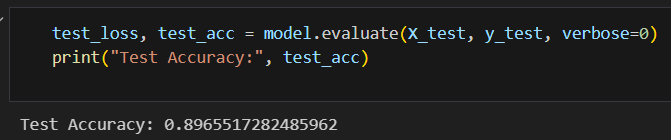 test_loss, test_acc = model.evaluate(X_test, y_test, verbose=0)
print("Test Accuracy:", test_acc)
Test Accuracy: 0.8965517282485962